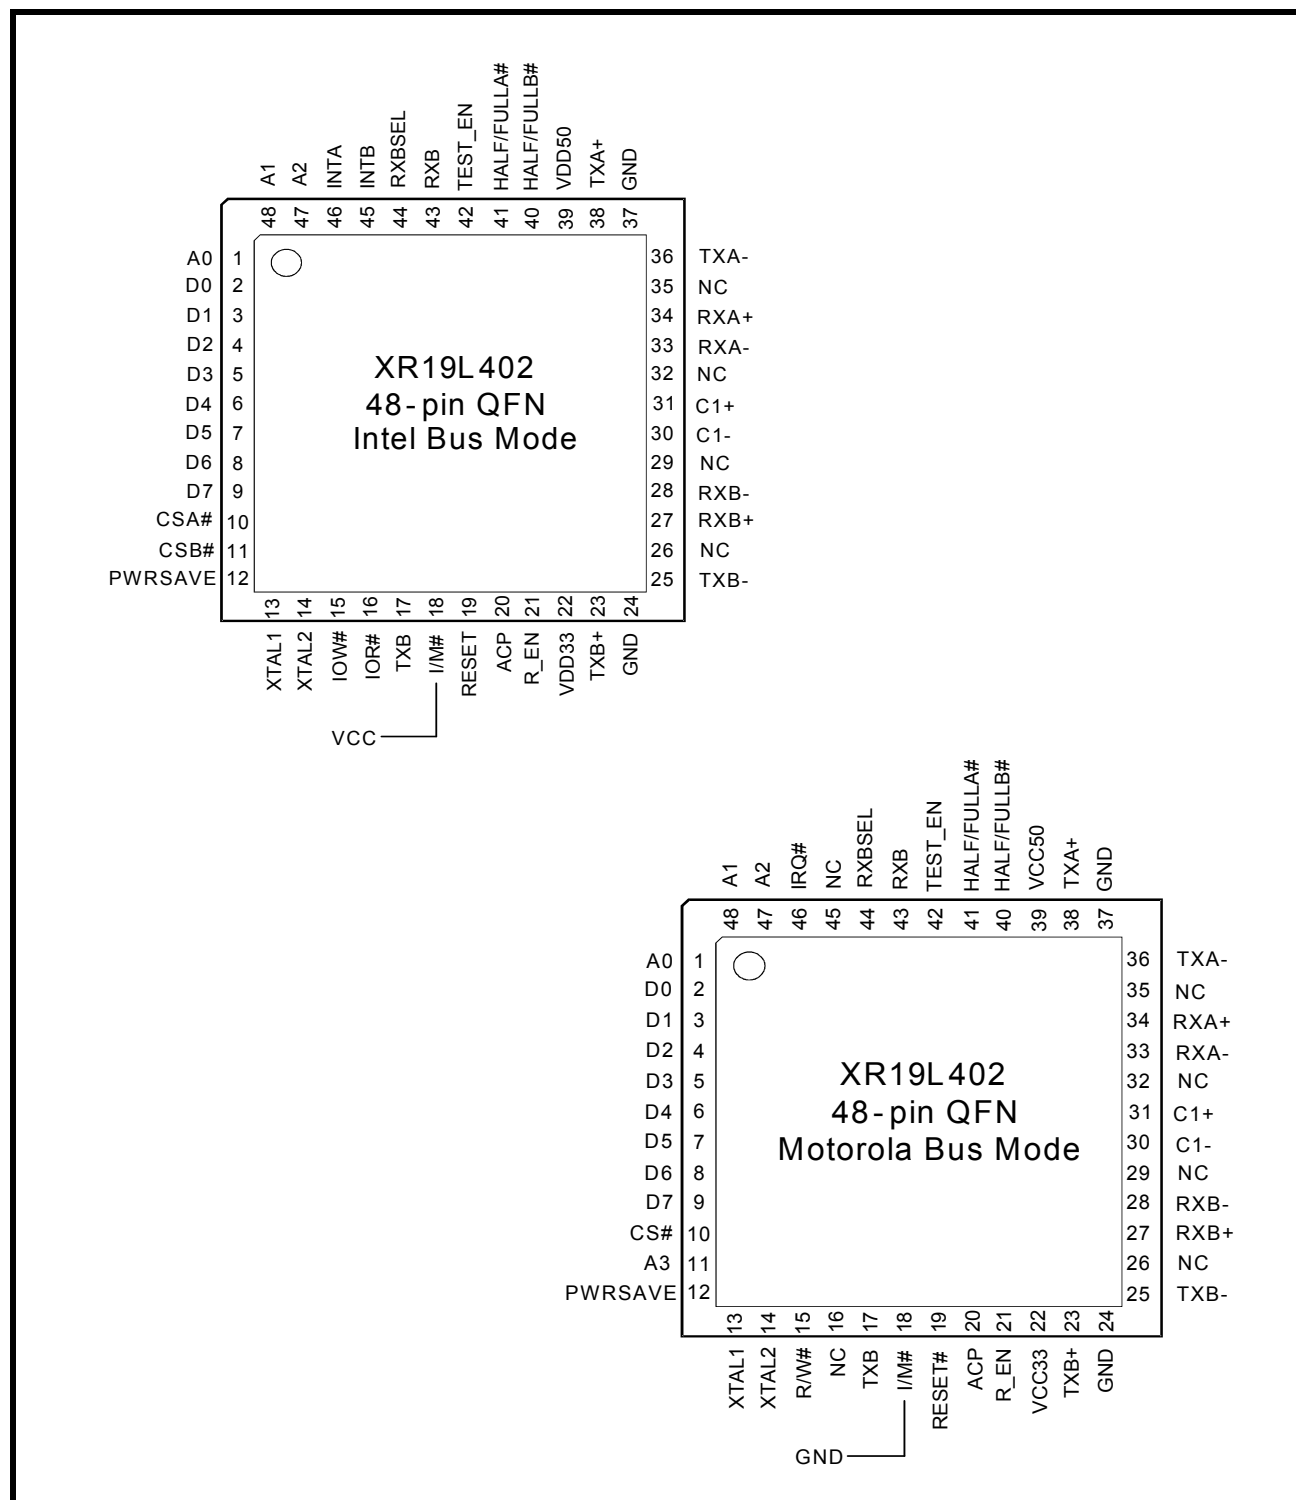 A1
A2
INTA
INTB
RXBSEL
RXB
TEST_EN
HALF/FULLA#
HALF/FULLB#
VDD50
TXA+
GND
48
47
46
45
44
43
42
41
40
39
38
37
A0 1
D0 2
D1 3
D2 4
D3 5
D4 6
D5 7
D6 8
D7 9
CSA# 10
CSB# 11
PWRSAVE 12
XR19L402
48-pin QFN
Intel Bus Mode
36 TXA-
35 NC
34 RXA+
33 RXA-
32 NC
31 C1+
30 C1-
29 NC
28 RXB-
27 RXB+
26 NC
25 TXB-
13
14
15
16
17
18
19
20
21
22
23
24
XTAL1
XTAL2
IOW#
IOR#
TXB
I/M#
RESET
ACP
R_EN
VDD33
TXB+
GND
VCC
A1
A2
IRQ#
NC
RXBSEL
RXB
TEST_EN
HALF/FULLA#
HALF/FULLB#
VCC50
TXA+
GND
48
47
46
45
44
43
42
41
40
39
38
37
A0 1
D0 2
D1 3
D2 4
D3 5
D4 6
D5 7
D6 8
D7 9
CS# 10
A3 11
PWRSAVE 12
XR19L402
48-pin QFN
Motorola Bus Mode
36 TXA-
35 NC
34 RXA+
33 RXA-
32 NC
31 C1+
30 C1-
29 NC
28 RXB-
27 RXB+
26 NC
25 TXB-
13
14
15
16
17
18
19
20
21
22
23
24
XTAL1
XTAL2
R/W#
NC
TXB
I/M#
RESET#
ACP
R_EN
VCC33
TXB+
GND
GND